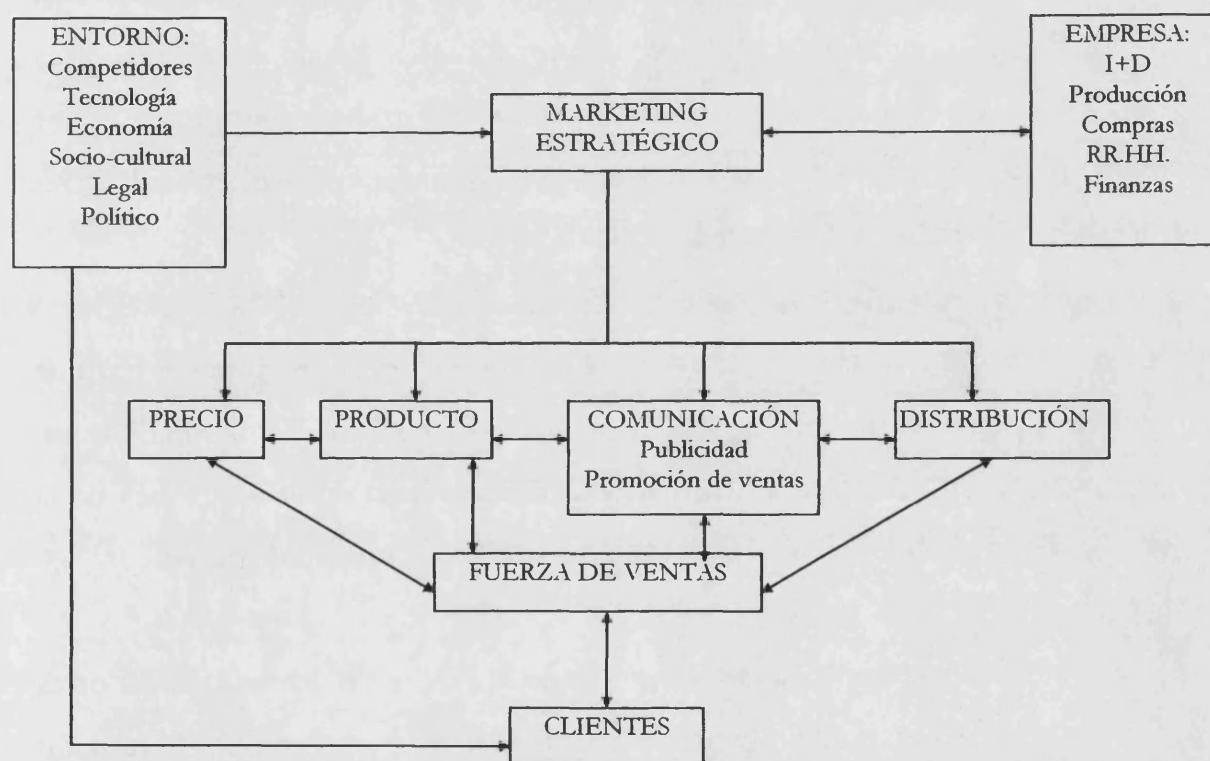 ENTORNO:
Competidores
Tecnología
Economía
Socio-cultural
Legal
Político
MARKETING
ESTRATÉGICO
EMPRESA:
I+D
Producción
Compras
RR.HH.
Finanzas
PRECIO
PRODUCTO
COMUNICACIÓN
Publicidad
Promoción de ventas
DISTRIBUCIÓN
FUERZA DE VENTAS
CLIENTES